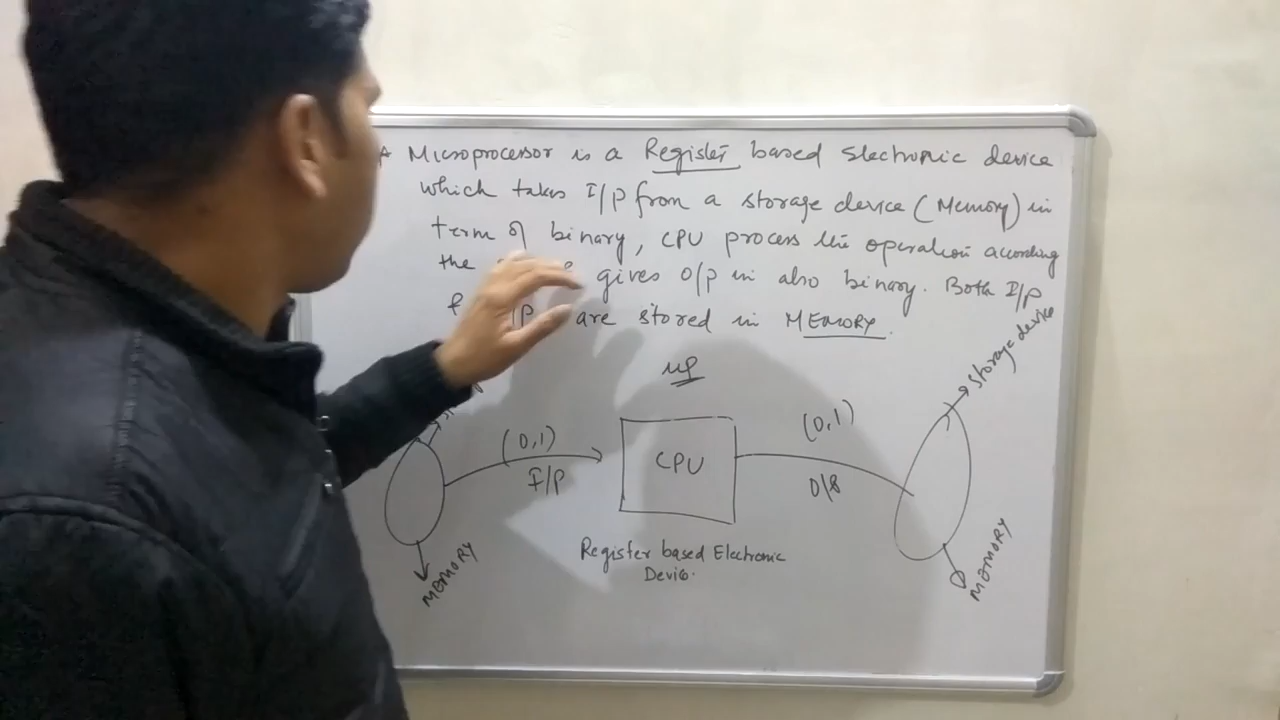 A Microprocessor is a Register based Electronic device
which takes I/P from a storage device (Memory) in
term of binary, CPU process the operation according
the gives O/P in also binary. Both I/P
are stored in MEMORY.
μP
storage device
(0,1)
I/P
CPU
(0,1)
MEMORY
Register based Electronic
Device.
MEMORY